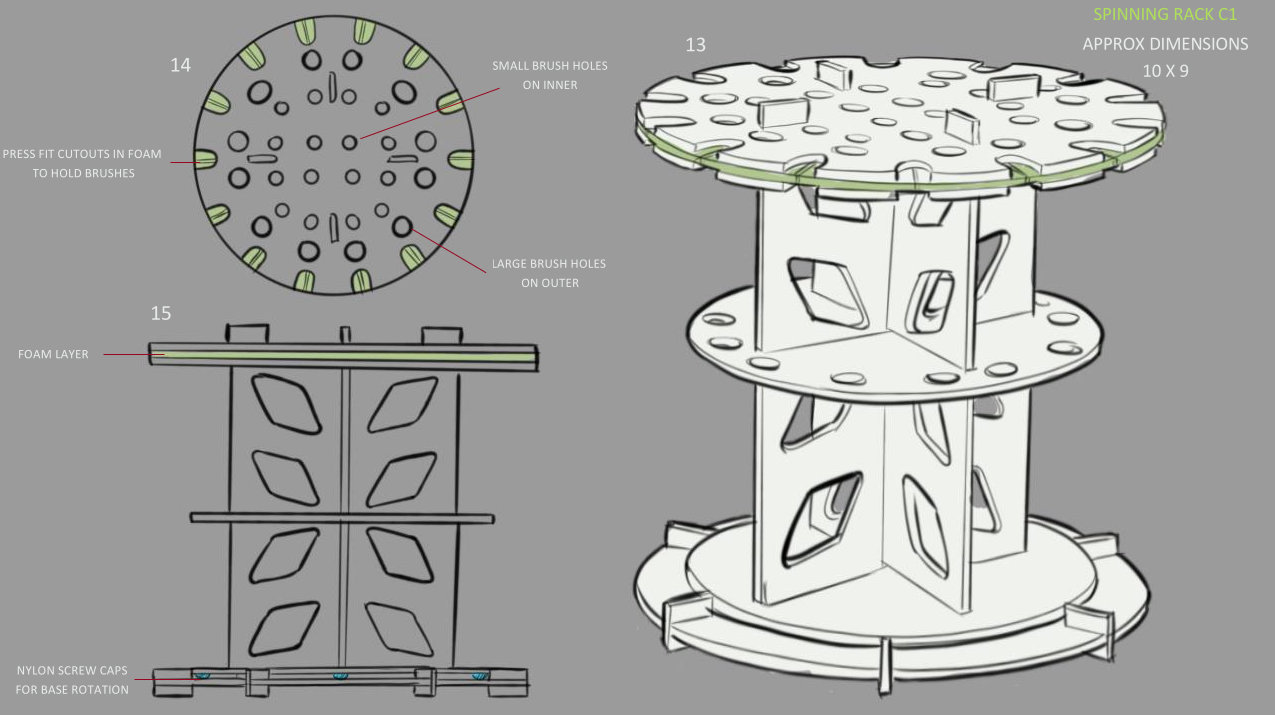 SPINNING RACK C1
APPROX DIMENSIONS
10 X 9
14
SMALL BRUSH HOLES
ON INNER
PRESS FIT CUTOUTS IN FOAM
TO HOLD BRUSHES
LARGE BRUSH HOLES
ON OUTER
13
15
FOAM LAYER
NYLON SCREW CAPS
FOR BASE ROTATION